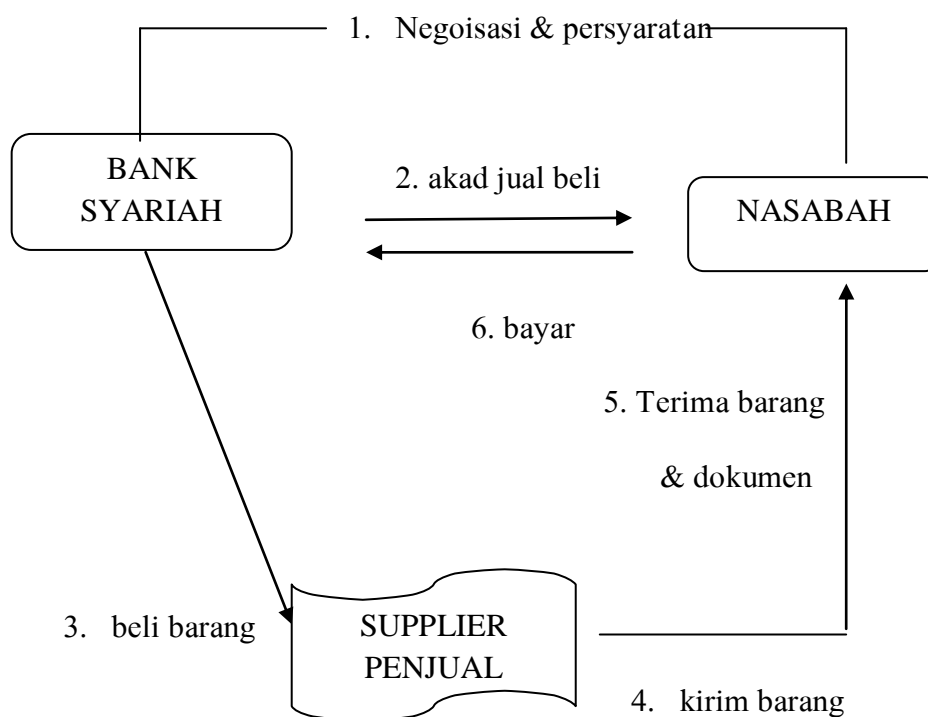 1. Negoisasi & persyaratan
BANK
SYARIAH
2. akad jual beli
NASABAH
6. bayar
5. Terima barang
& dokumen
3. beli barang
SUPPLIER
PENJUAL
4. kirim barang